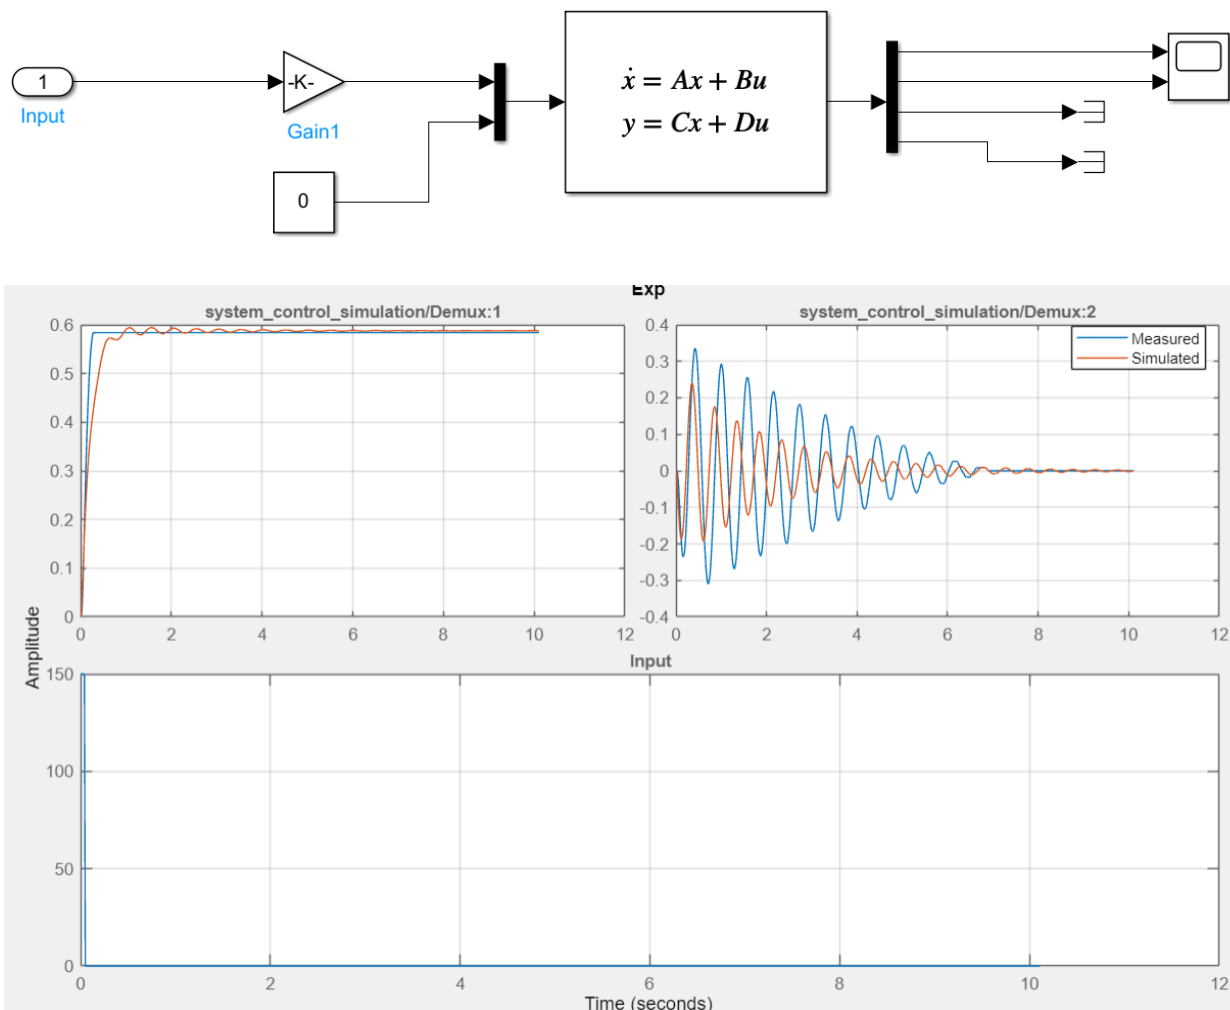 1
Input
-K-
Gain1
0
ẋ = Ax + Bu
y = Cx + Du
Exp
system_control_simulation/Demux:1
system_control_simulation/Demux:2
0.6
0.5
0.4
0.3
0.2
0.1
0
0 2 4 6 8 10 12
0.4
0.3
0.2
0.1
0
-0.1
-0.2
-0.3
-0.4
0 2 4 6 8 10 12
Measured
Simulated
Amplitude
Input
150
100
50
0
0 2 4 6 8 10 12
Time (seconds)